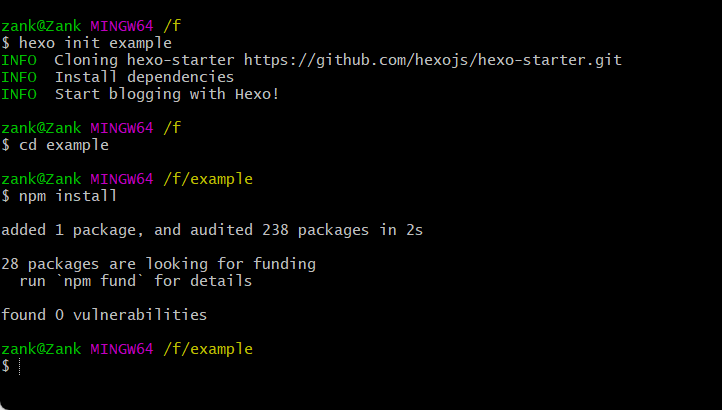 zank@Zank MINGW64 /f
$ hexo init example
INFO  Cloning hexo-starter https://github.com/hexojs/hexo-starter.git
INFO  Install dependencies
INFO  Start blogging with Hexo!
zank@Zank MINGW64 /f
$ cd example
zank@Zank MINGW64 /f/example
$ npm install
added 1 package, and audited 238 packages in 2s
28 packages are looking for funding
  run `npm fund` for details
found 0 vulnerabilities
zank@Zank MINGW64 /f/example
$